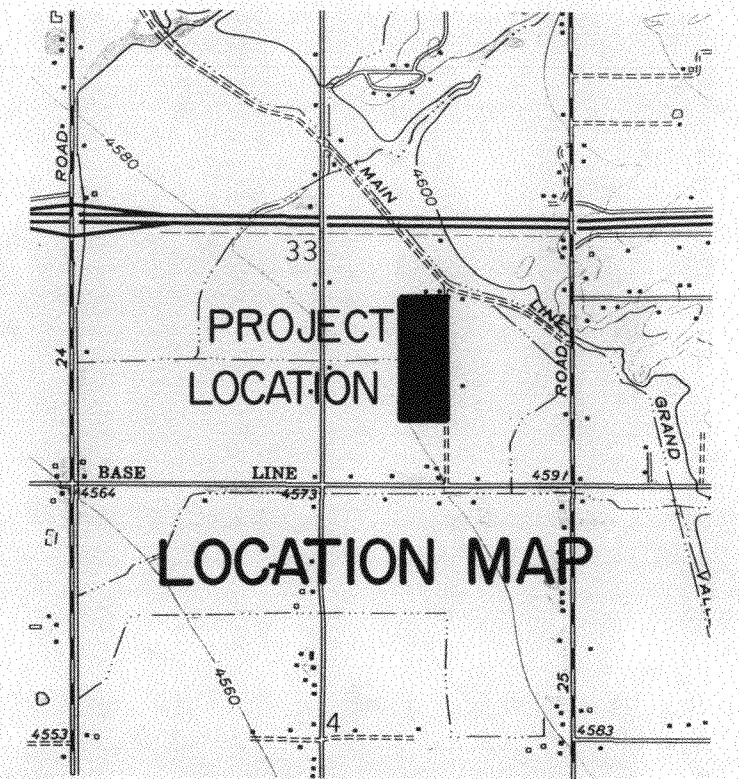 ROAD
4580
MAIN
4600
33
PROJECT
LOCATION
LINE
24
ROAD
GRAND
BASE LINE
4591
4564
4573
LOCATION MAP
VALL
4560
25
4
4553
4583